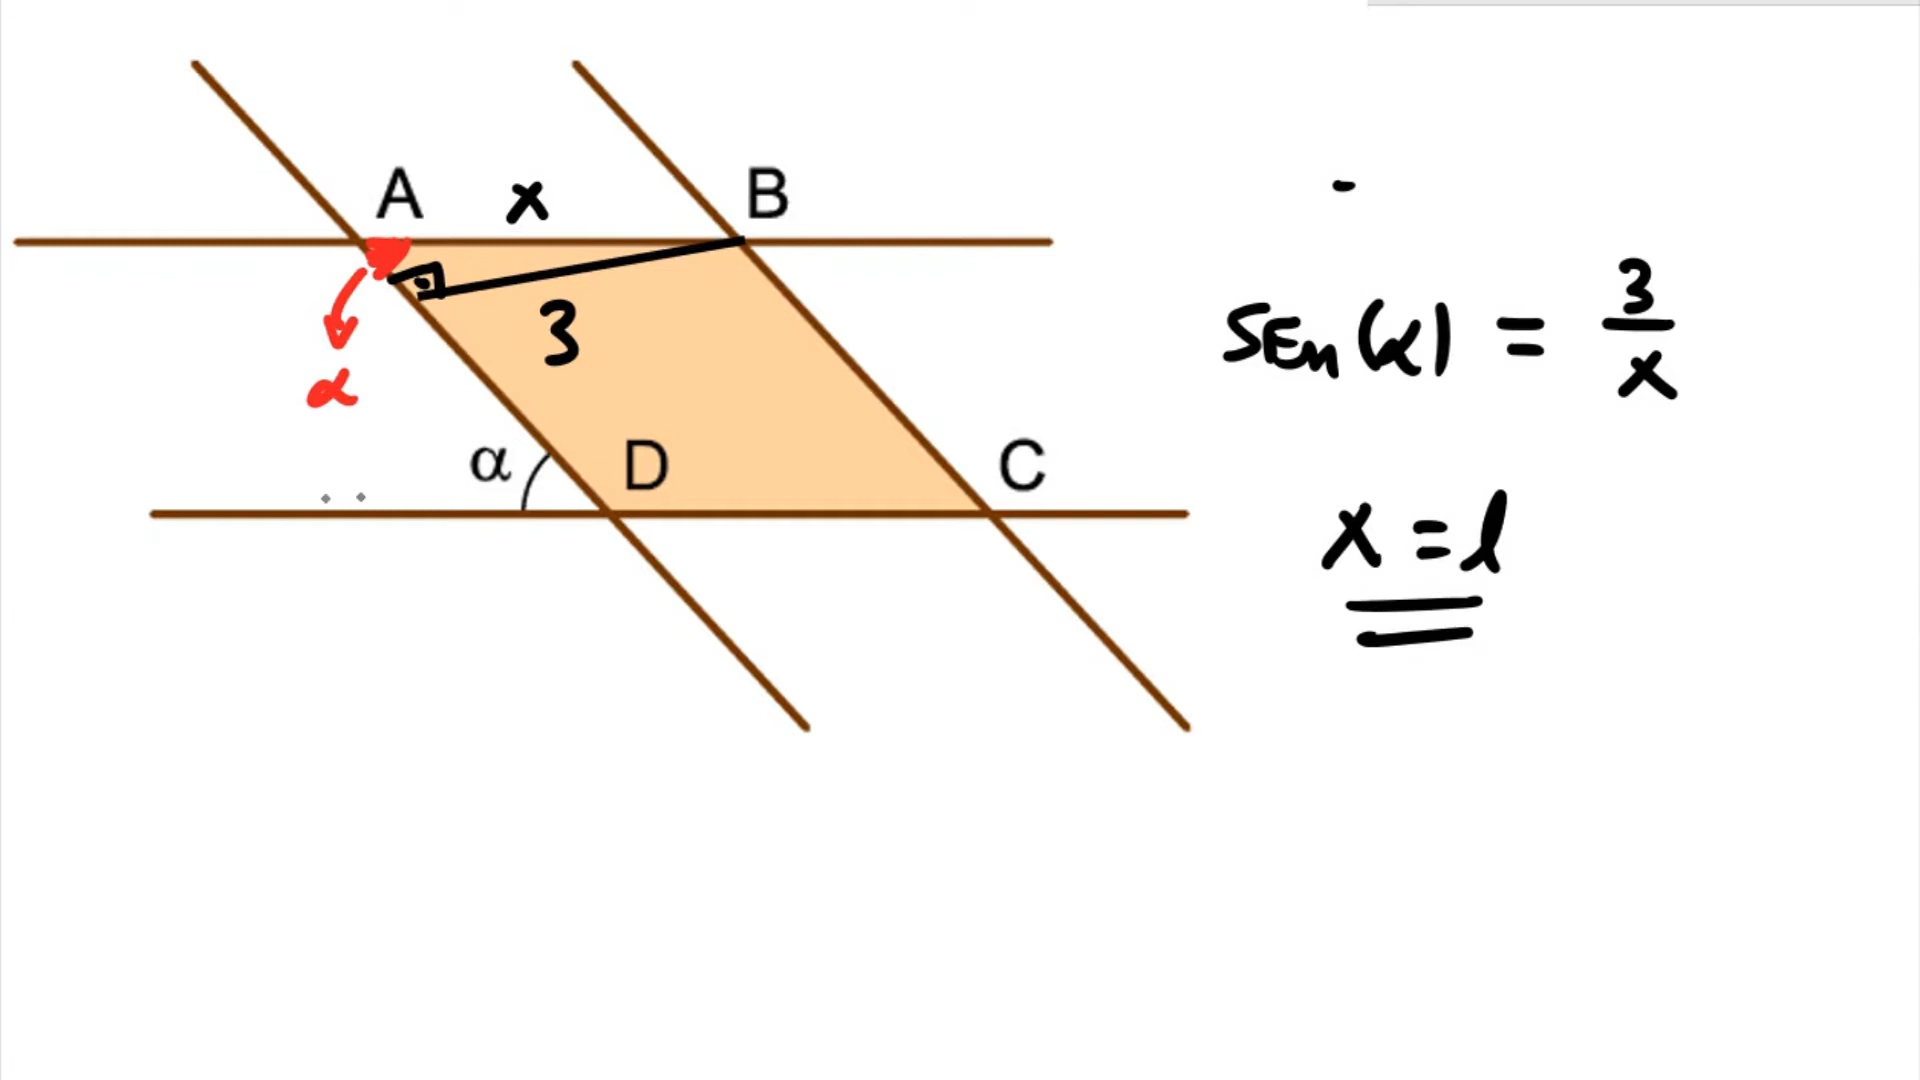 A x B
3
α
α D C
-
SEn(α) = 3/x
x = l